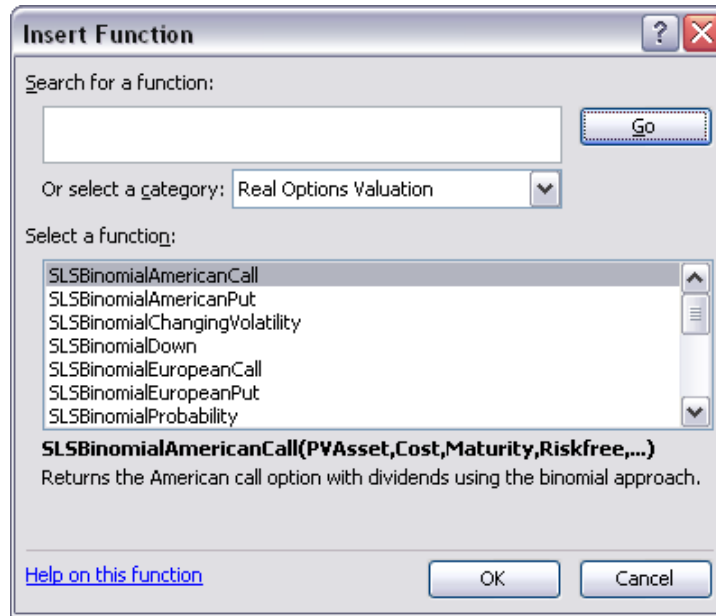 Insert Function
Search for a function:
Go
Or select a category: Real Options Valuation
Select a function:
SLSBinomialAmericanCall
SLSBinomialAmericanPut
SLSBinomialChangingVolatility
SLSBinomialDown
SLSBinomialEuropeanCall
SLSBinomialEuropeanPut
SLSBinomialProbability
SLSBinomialAmericanCall(PVAsset,Cost,Maturity,Riskfree,...)
Returns the American call option with dividends using the binomial approach.
Help on this function
OK
Cancel